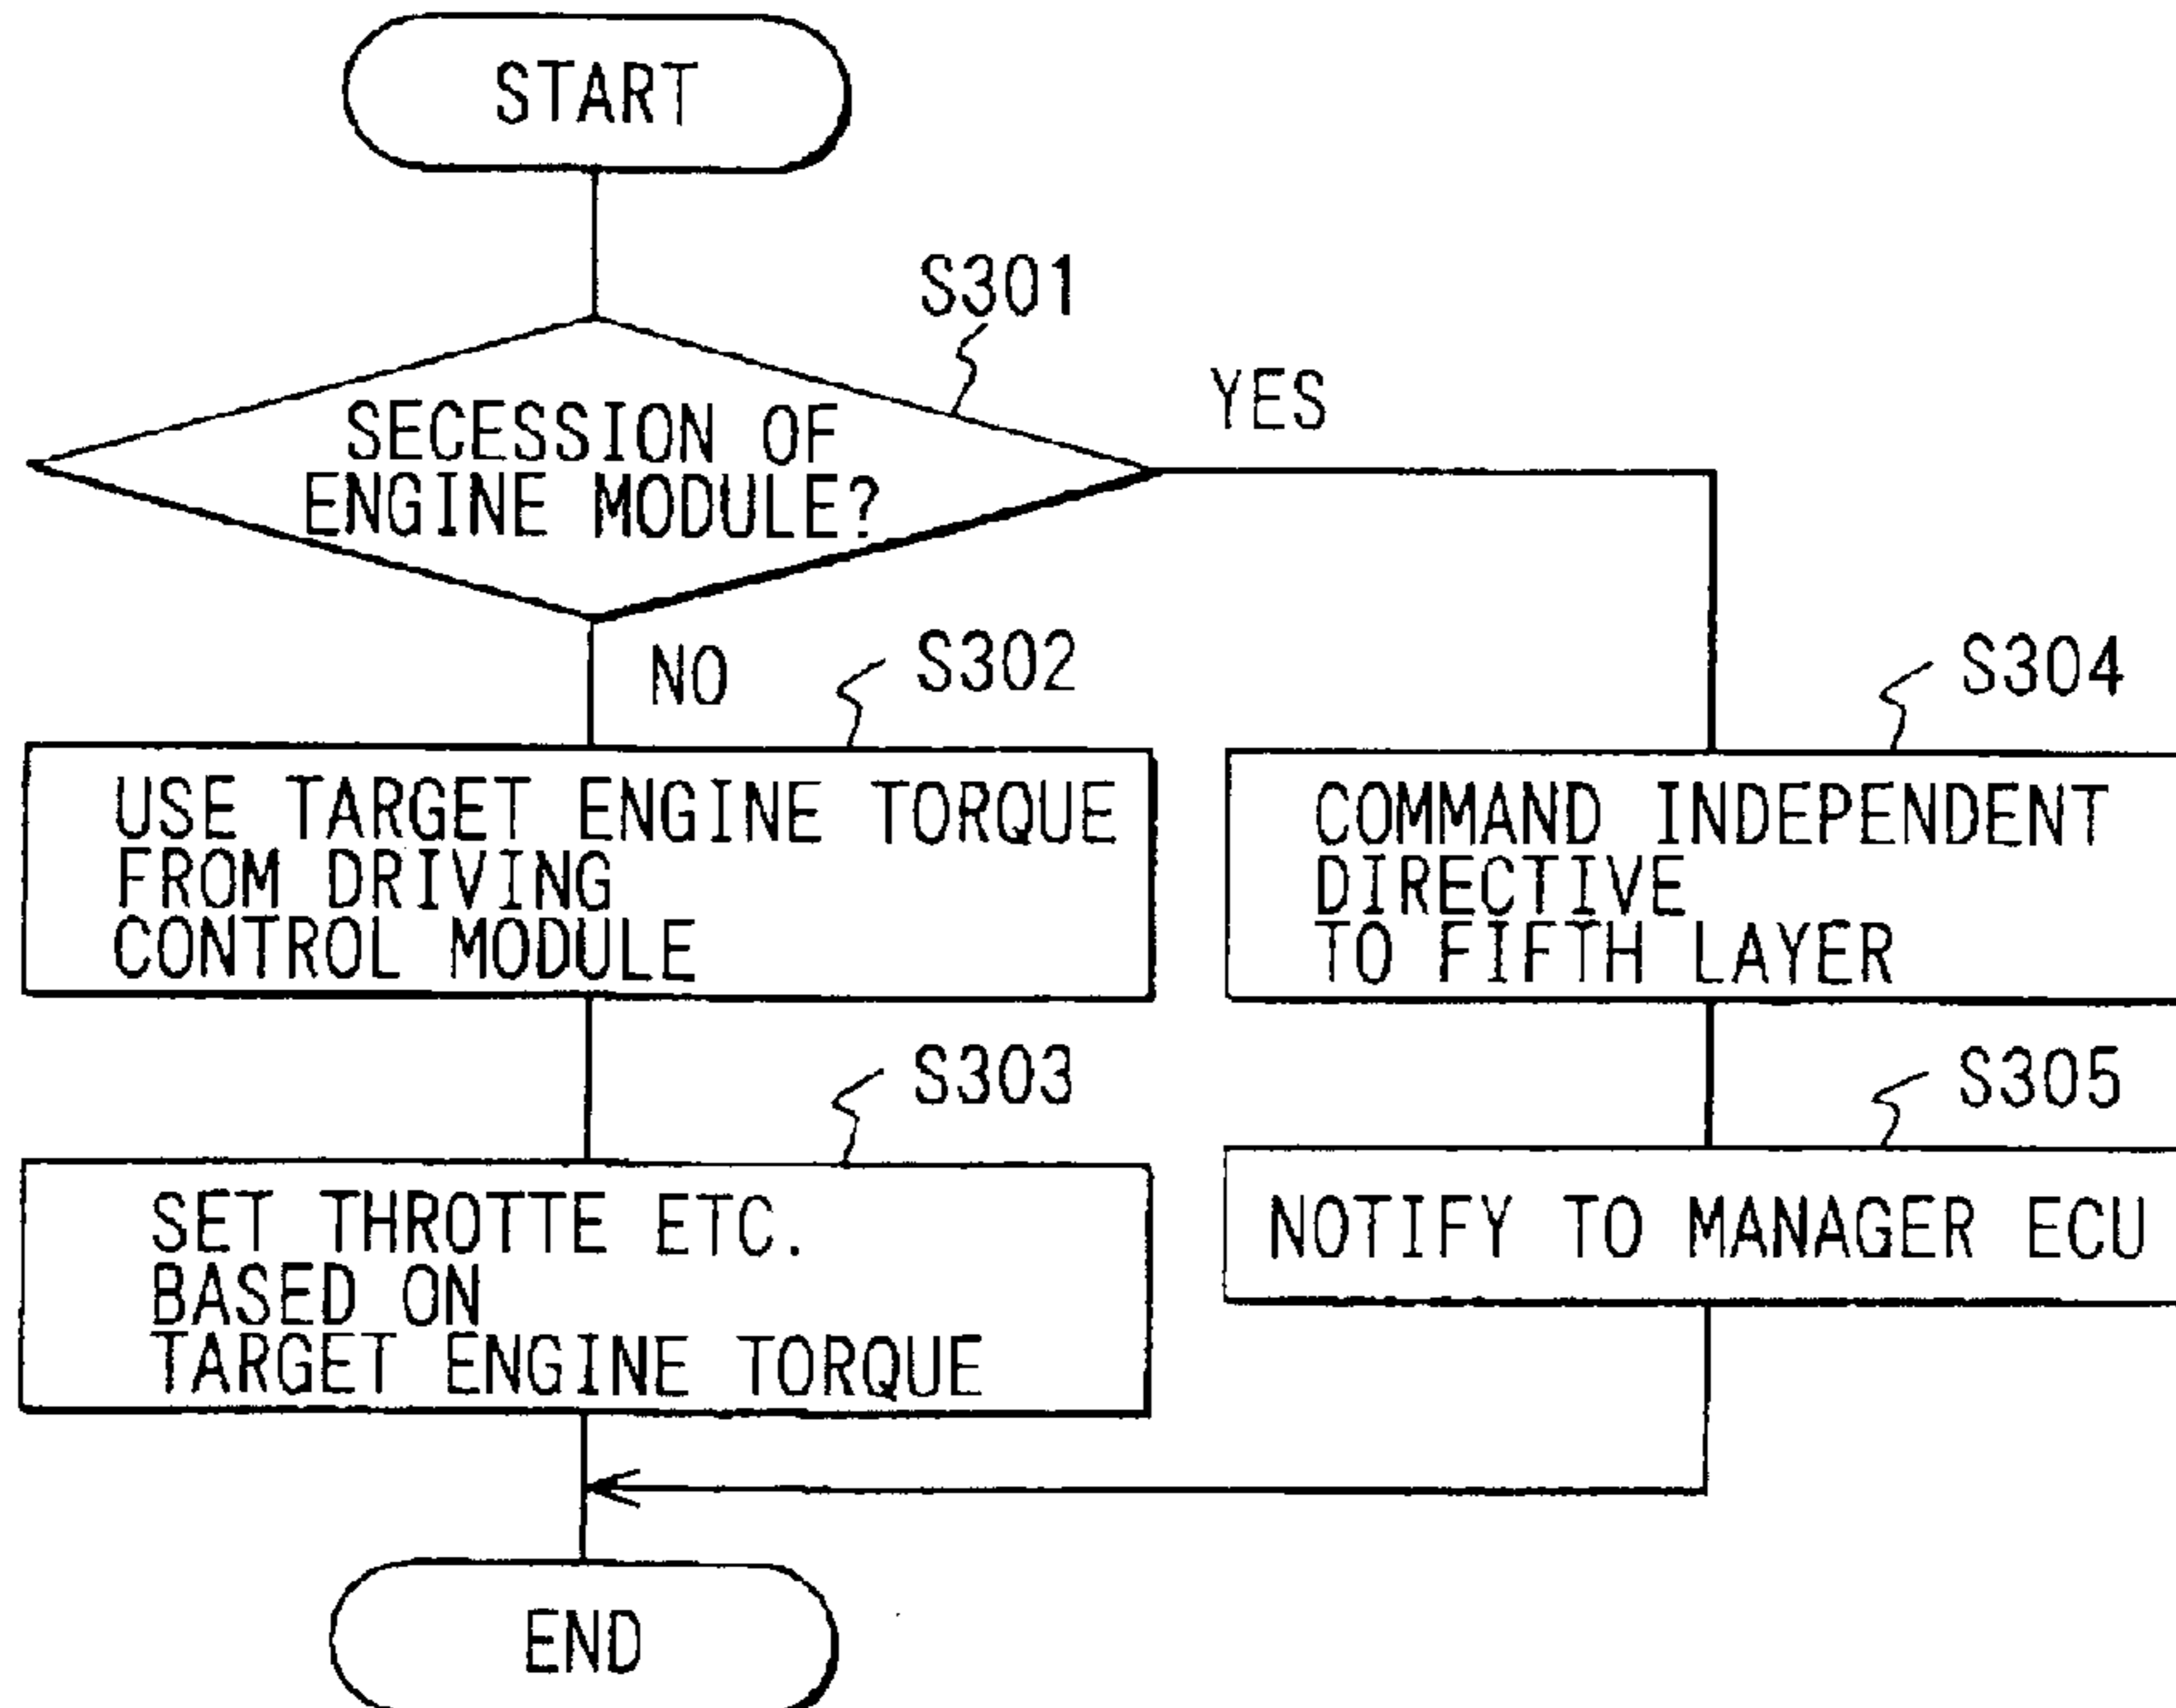 START
S301
YES
SECESSION OF
ENGINE MODULE?
NO
S302
S304
USE TARGET ENGINE TORQUE
FROM DRIVING
CONTROL MODULE
COMMAND INDEPENDENT
DIRECTIVE
TO FIFTH LAYER
S303
S305
SET THROTTE ETC.
BASED ON
TARGET ENGINE TORQUE
NOTIFY TO MANAGER ECU
END